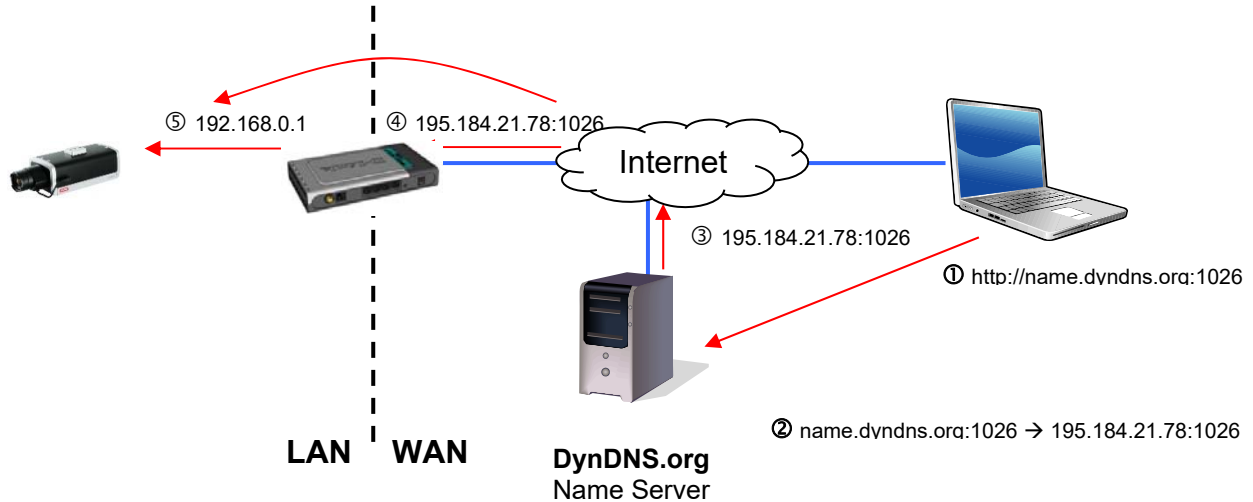 ⑤ 192.168.0.1
④ 195.184.21.78:1026
Internet
③ 195.184.21.78:1026
① http://name.dyndns.org:1026
② name.dyndns.org:1026 → 195.184.21.78:1026
LAN
WAN
DynDNS.org
Name Server